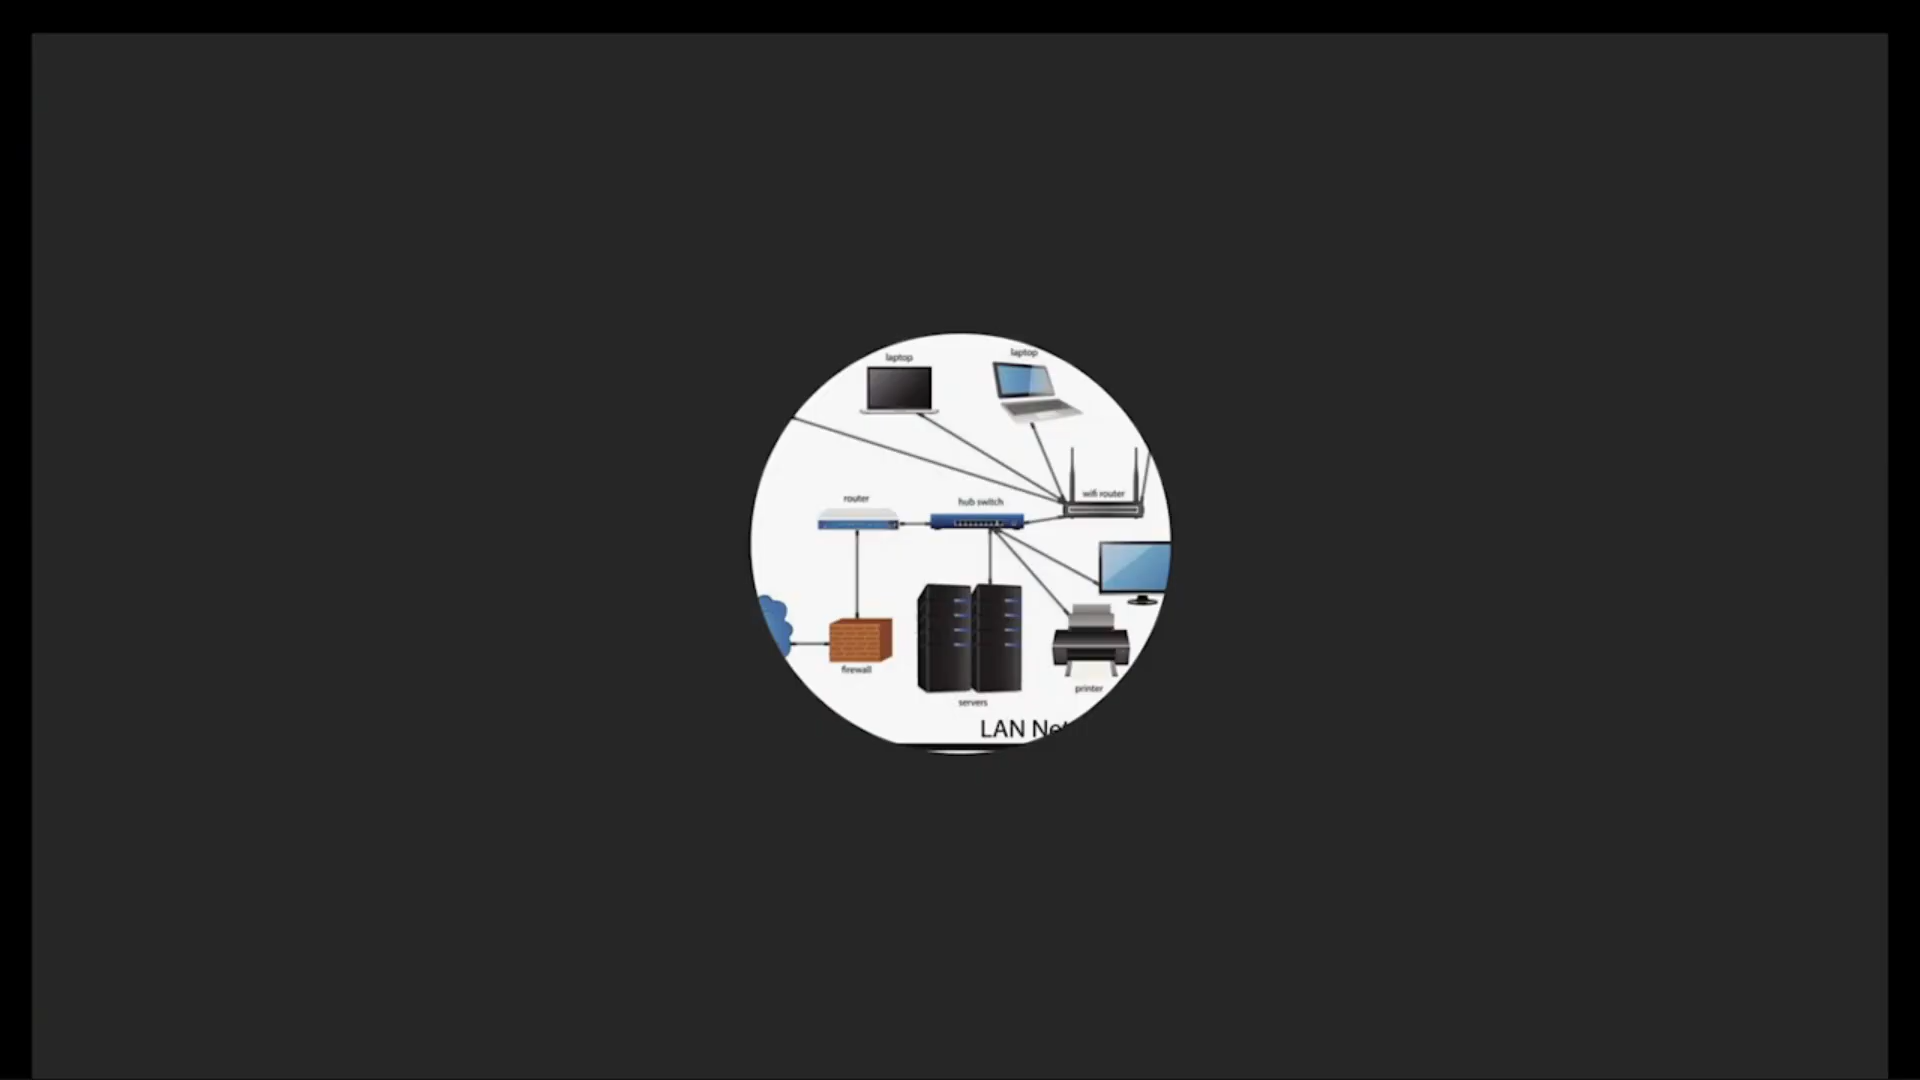 laptop
laptop
wifi router
router
hub switch
firewall
printer
servers
LAN